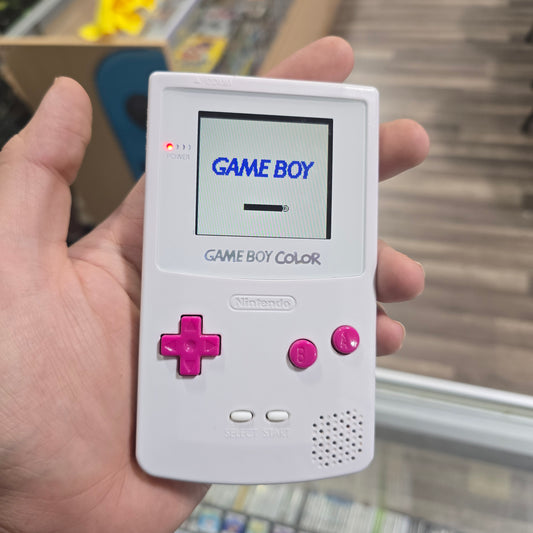 POWER
GAME BOY
®
GAME BOY COLOR
Nintendo
A
B
SELECT START